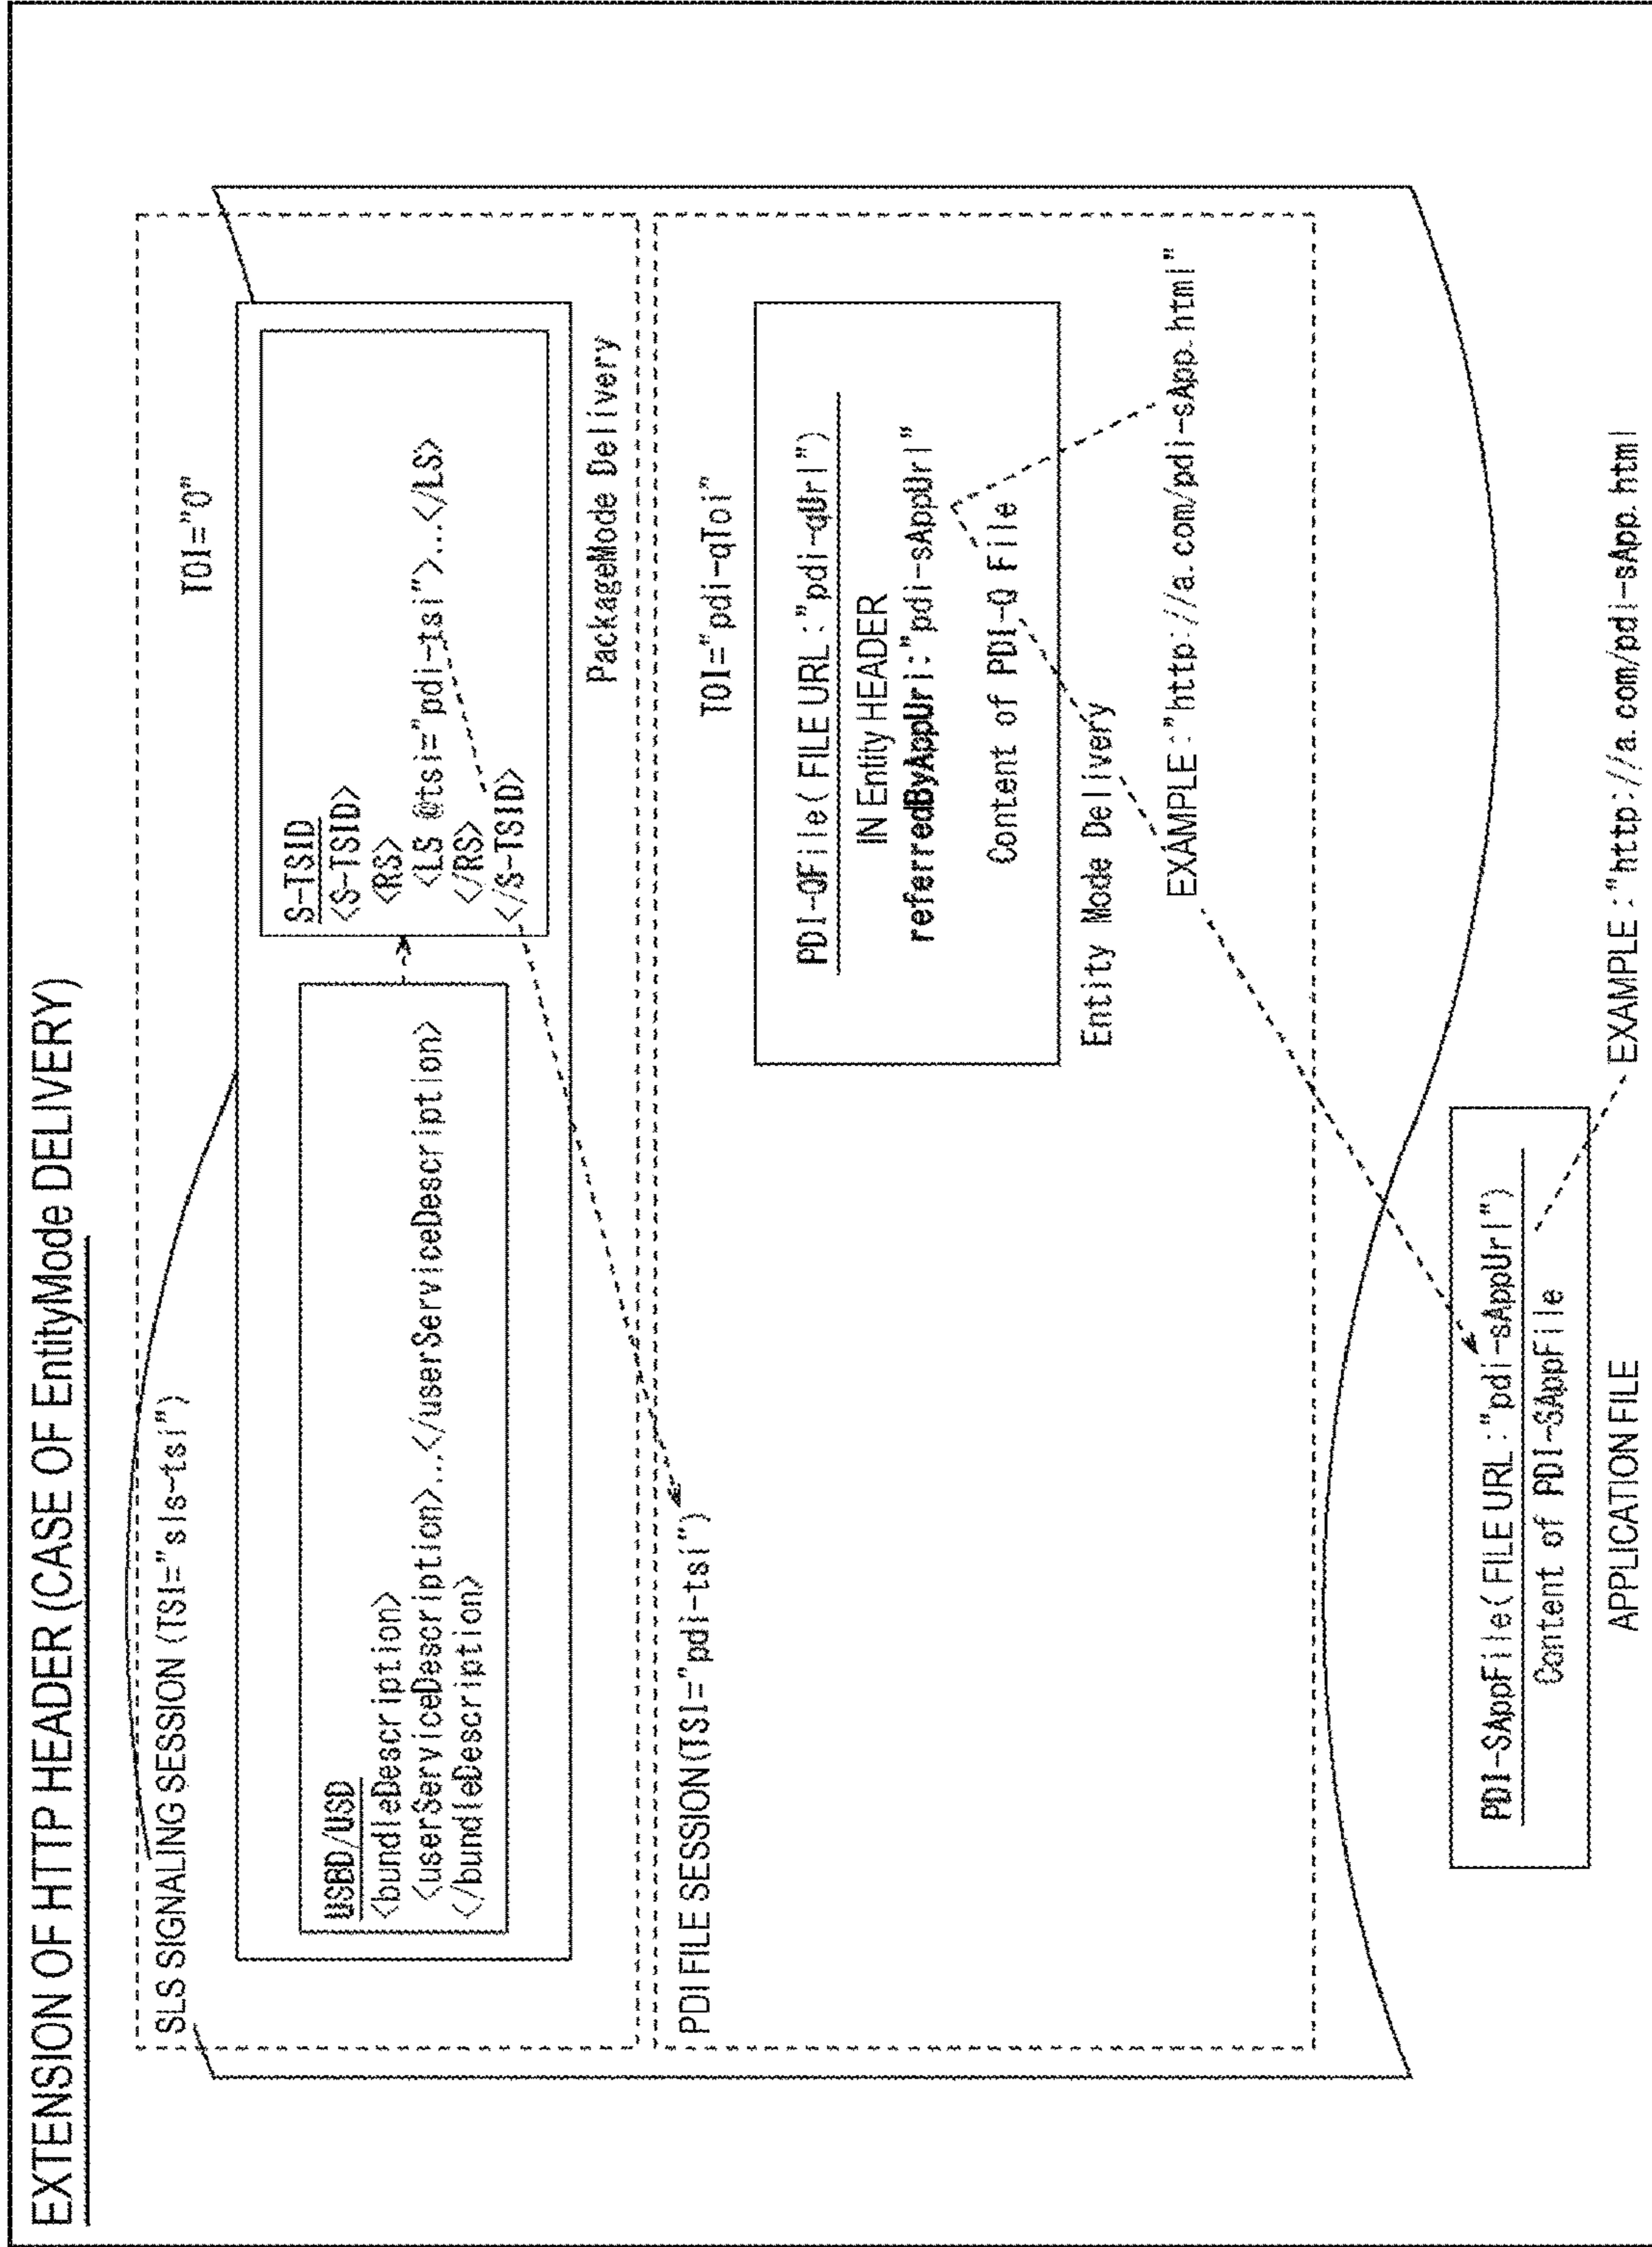 EXTENSION OF HTTP HEADER (CASE OF EntityMode DELIVERY)
SLS SIGNALING SESSION (TSI="sls-tsi")
TOI="0"
USBD/USD
<bundleDescription>
<userServiceDescription>...</userServiceDescription>
</bundleDescription>
S-TSID
<S-TSID>
<RS>
<LS @tsi="pdi-tsi">...</LS>
</RS>
</S-TSID>
PackageMode Delivery
PDI FILE SESSION(TSI="pdi-tsi")
TOI="pdi-qToi"
PDI-QFile( FILE URL :"pdi-qUrl")
IN Entity HEADER
referredByAppUrl:"pdi-sAppUrl"
Content of PDI-Q File
Entity Mode Delivery
EXAMPLE :"http://a.com/pdi-sApp.html"
PDI-SAppFile( FILE URL :"pdi-sAppUrl")
Content of PDI-SAppFile
APPLICATION FILE
EXAMPLE :"http://a.com/pdi-sApp.html